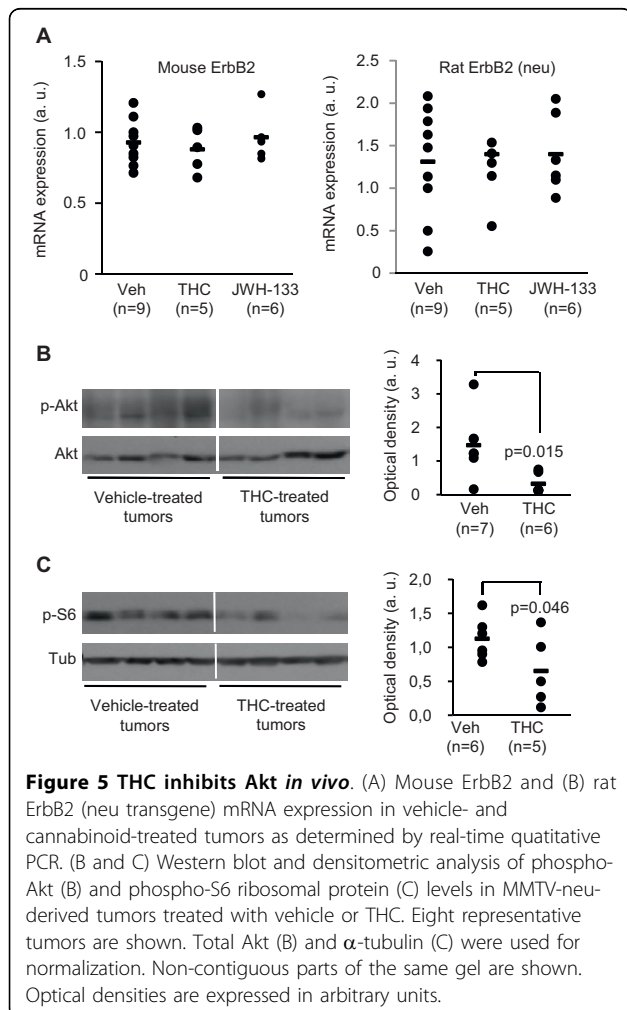 A
Mouse ErbB2
Rat ErbB2 (neu)
mRNA expression (a. u.)
1.5
1.0
0.5
0
Veh
(n=9)
THC
(n=5)
JWH-133
(n=6)
mRNA expression (a. u.)
2.5
2.0
1.5
1.0
0.5
0
Veh
(n=9)
THC
(n=5)
JWH-133
(n=6)
B
p-Akt
Akt
Vehicle-treated
tumors
THC-treated
tumors
Optical density (a. u.)
4
3
2
1
0
p=0.015
Veh
(n=7)
THC
(n=6)
C
p-S6
Tub
Vehicle-treated
tumors
THC-treated
tumors
Optical density (a. u.)
2,0
1,5
1,0
0,5
0,0
p=0.046
Veh
(n=6)
THC
(n=5)
Figure 5 THC inhibits Akt in vivo. (A) Mouse ErbB2 and (B) rat
ErbB2 (neu transgene) mRNA expression in vehicle- and
cannabinoid-treated tumors as determined by real-time quatitative
PCR. (B and C) Western blot and densitometric analysis of phospho-
Akt (B) and phospho-S6 ribosomal protein (C) levels in MMTV-neu-
derived tumors treated with vehicle or THC. Eight representative
tumors are shown. Total Akt (B) and α-tubulin (C) were used for
normalization. Non-contiguous parts of the same gel are shown.
Optical densities are expressed in arbitrary units.